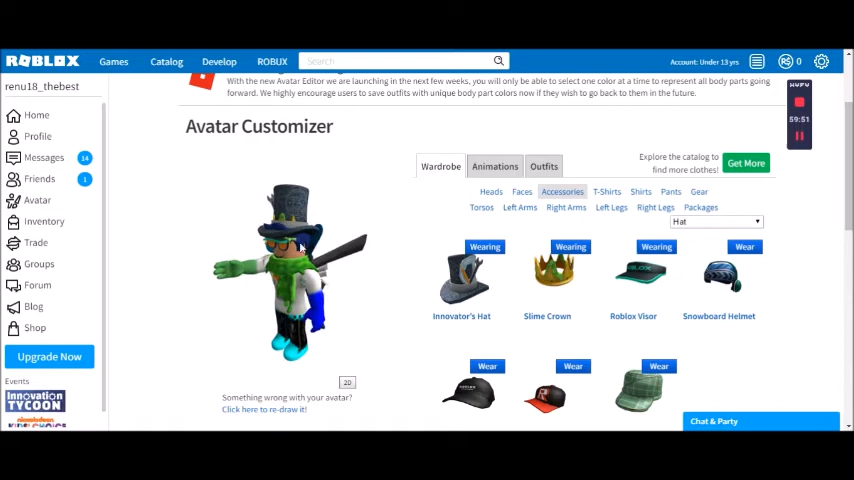 ROBLOX Games Catalog Develop ROBUX Search Account: Under 13 yrs 0
renu18_thebest
With the new Avatar Editor we are launching in the next few weeks, you will only be able to select one color at a time to represent all body parts going
forward. We highly encourage users to save outfits with unique body part colors now if they wish to go back to them in the future.
59:51
Home
Profile
Messages 14
Friends 1
Avatar
Inventory
Trade
Groups
Forum
Blog
Shop
Upgrade Now
Events
Innovation
TYCOON
nickelodeon
Avatar Customizer
Wardrobe Animations Outfits
Explore the catalog to
find more clothes!
Get More
Heads Faces Accessories T-Shirts Shirts Pants Gear
Torsos Left Arms Right Arms Left Legs Right Legs Packages
Hat
Wearing Wearing Wearing Wear
Innovator's Hat Slime Crown Roblox Visor Snowboard Helmet
Wear Wear Wear
2D
Something wrong with your avatar?
Click here to re-draw it!
Chat & Party